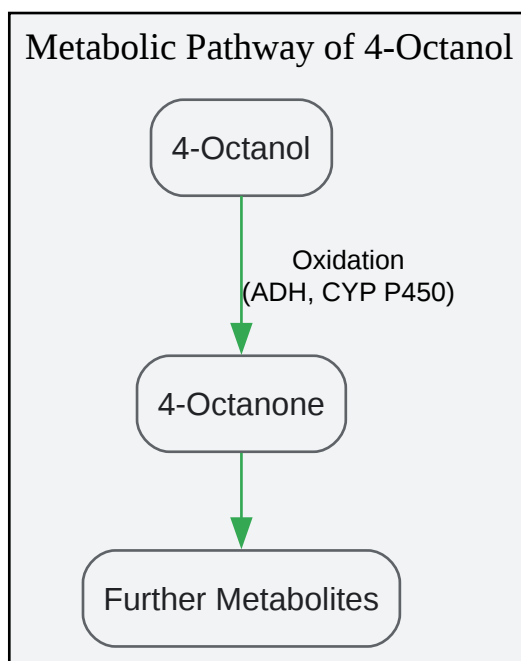 Metabolic Pathway of 4-Octanol
4-Octanol
Oxidation
(ADH, CYP P450)
4-Octanone
Further Metabolites